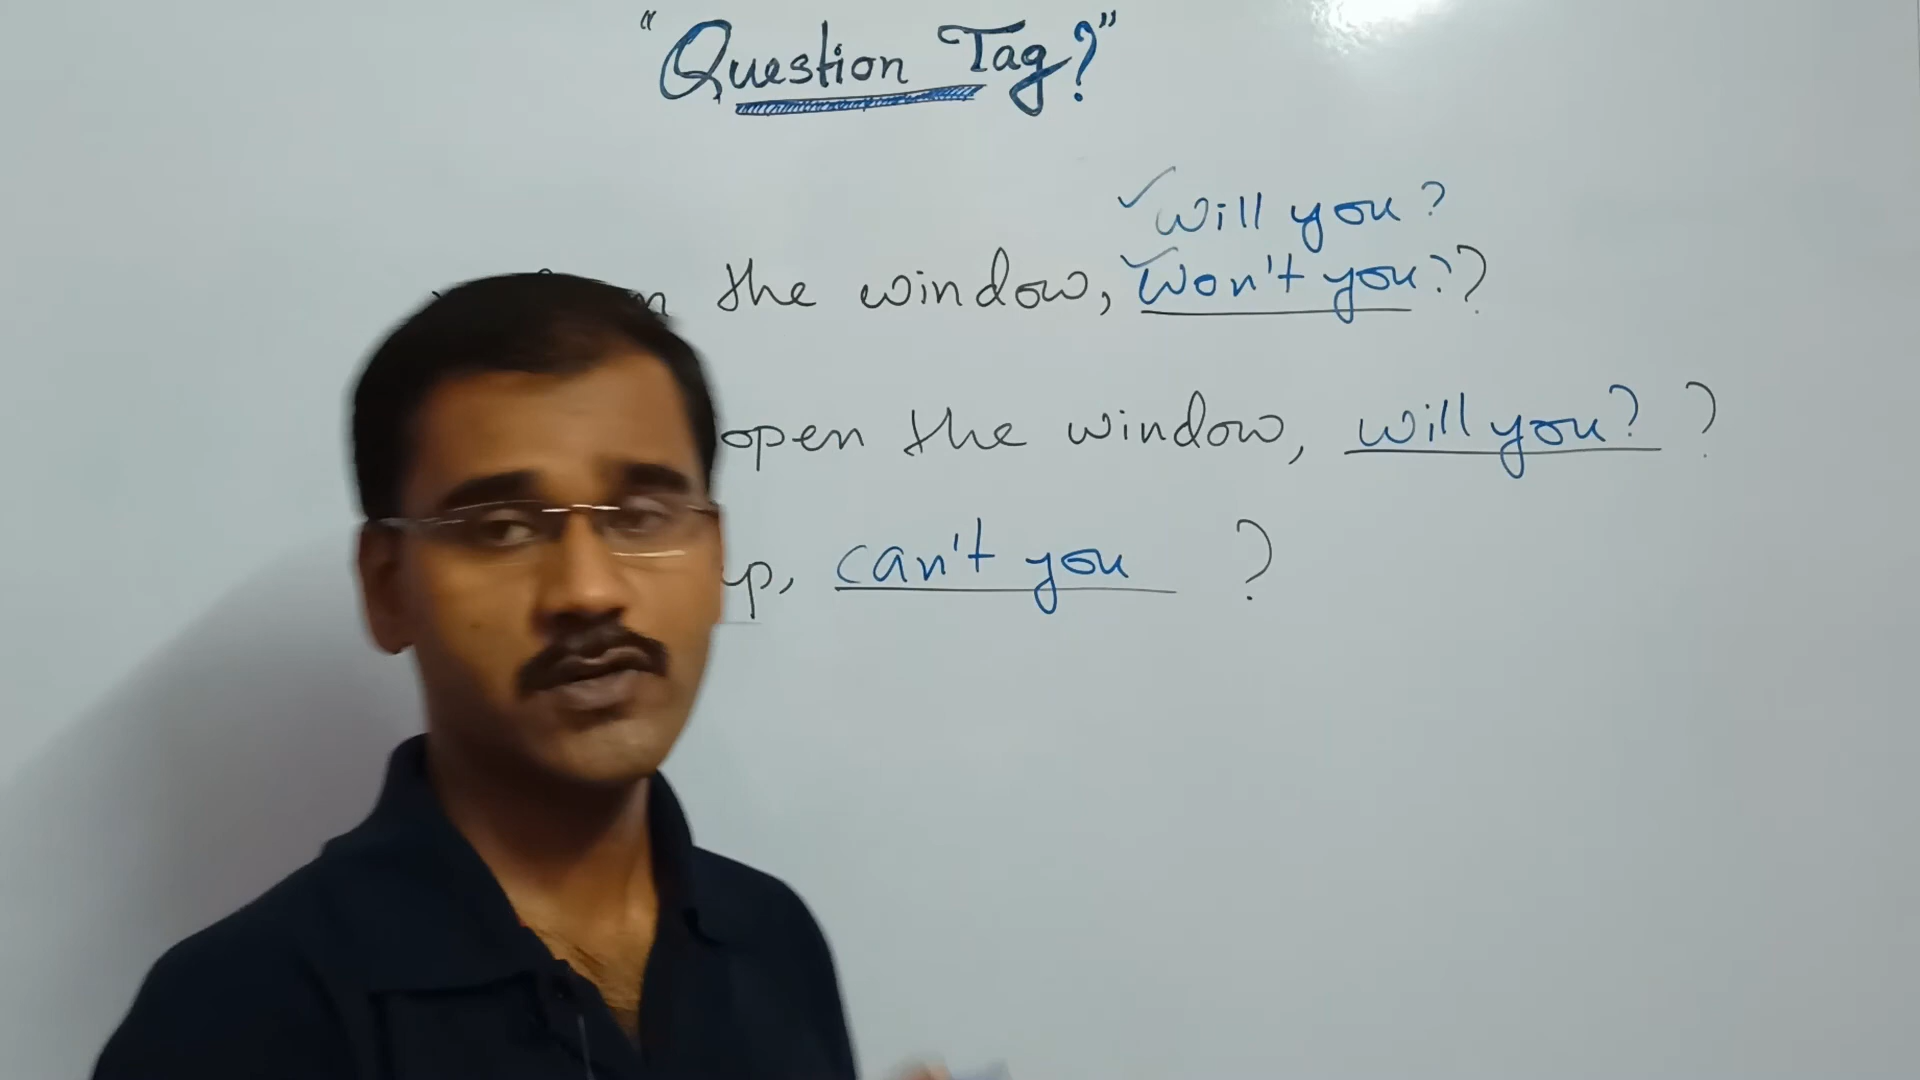 "Question Tag?"
will you?
the window, won't you??
open the window, will you? ?
can't you ?